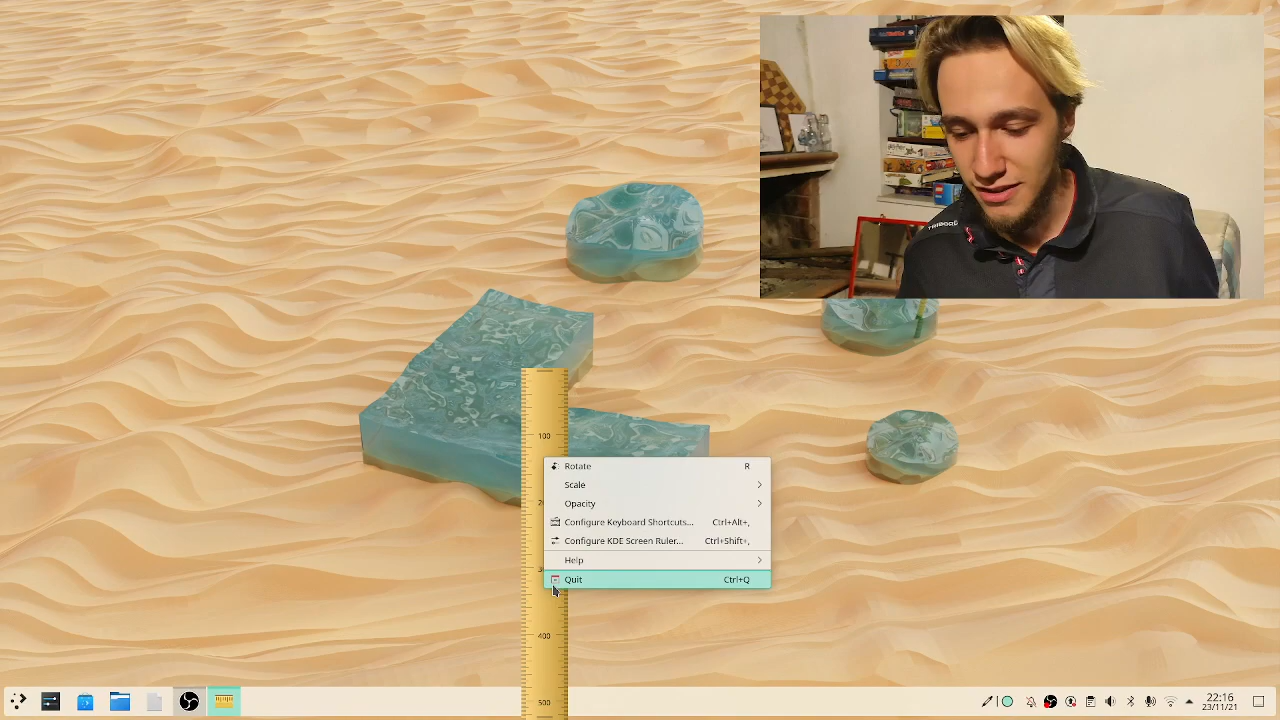 TRIBORD
100
Rotate R
Scale
Opacity
Configure Keyboard Shortcuts... Ctrl+Alt+,
Configure KDE Screen Ruler... Ctrl+Shift+,
Help
Quit Ctrl+Q
400
500
22:16
23/11/21